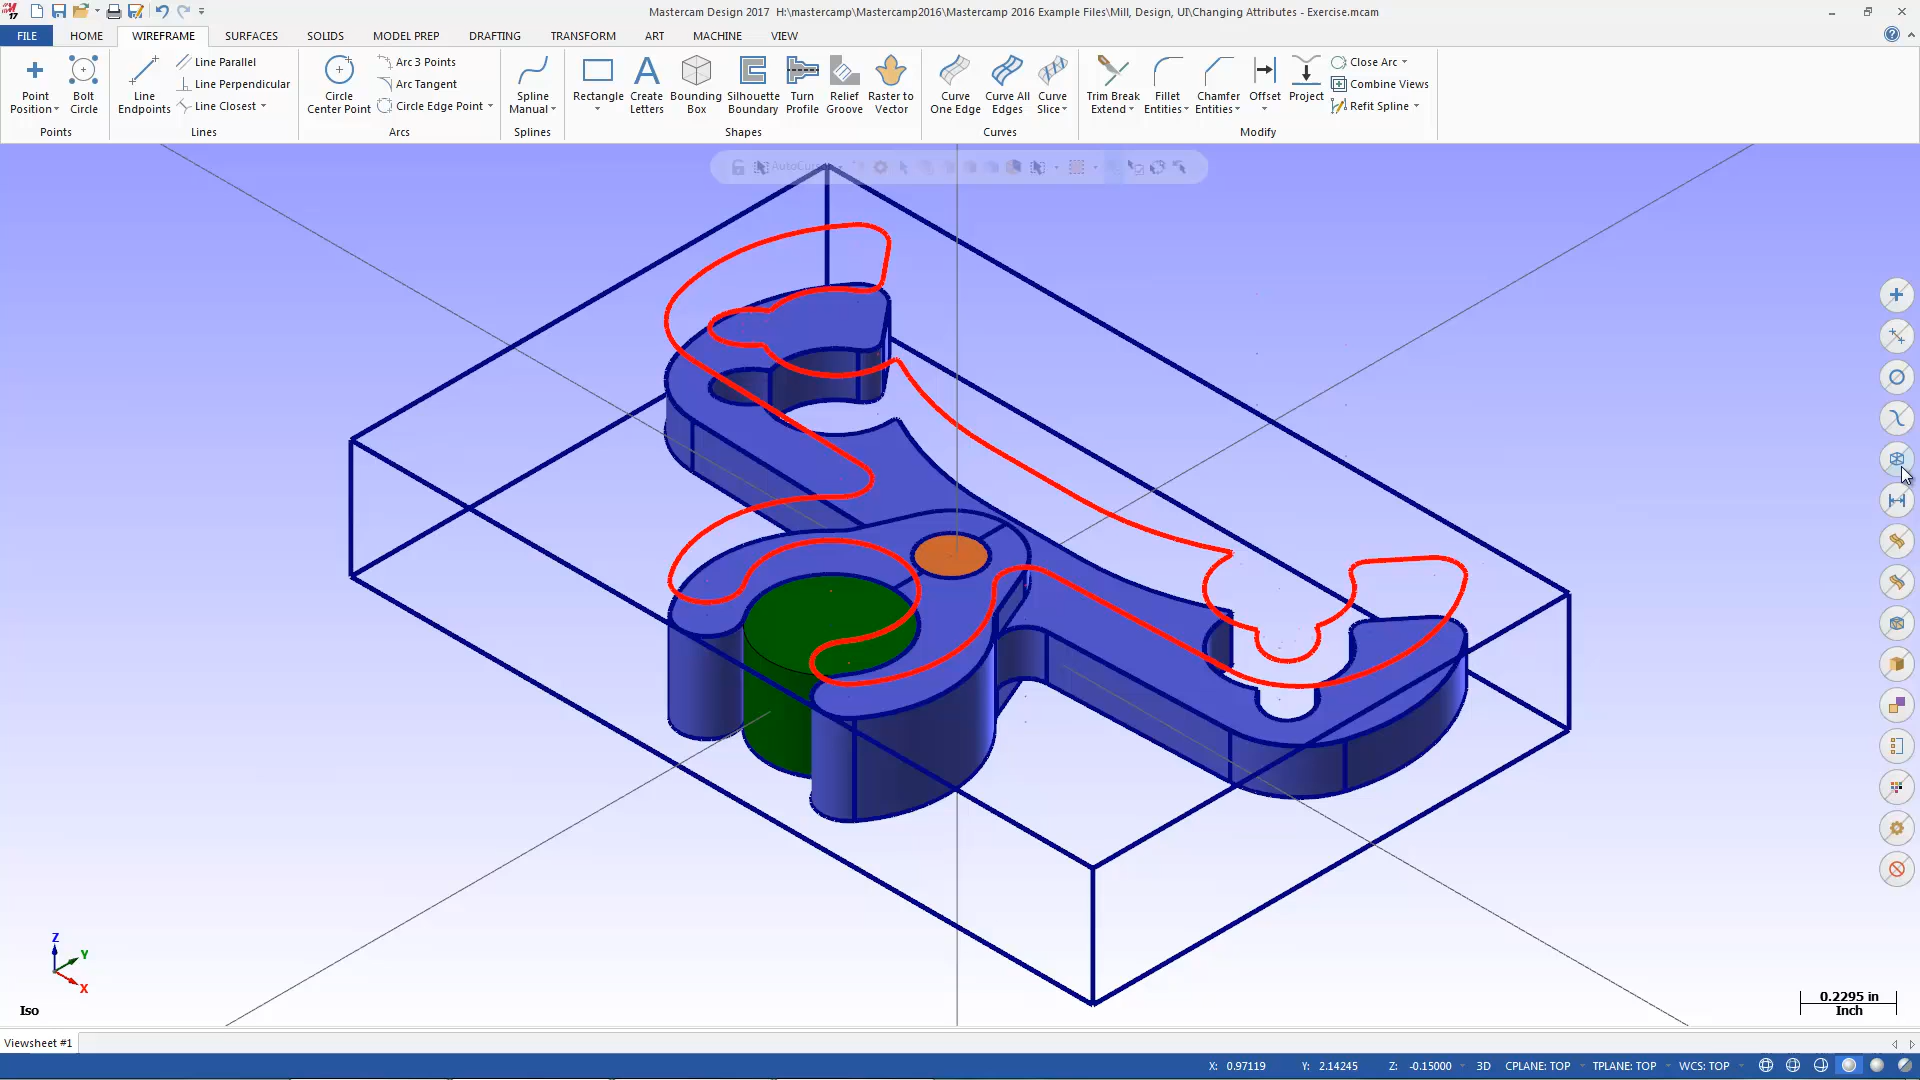 17
Mastercam Design 2017  H:\mastercamp\Mastercamp2016\Mastercamp 2016 Example Files\Mill, Design, UI\Changing Attributes - Exercise.mcam
FILE HOME WIREFRAME SURFACES SOLIDS MODEL PREP DRAFTING TRANSFORM ART MACHINE VIEW
Point Position
Bolt Circle
Points
Line Endpoints
Line Parallel
Line Perpendicular
Line Closest
Lines
Circle Center Point
Arc 3 Points
Arc Tangent
Circle Edge Point
Arcs
Spline Manual
Splines
Rectangle
Create Letters
Bounding Box
Silhouette Boundary
Turn Profile
Relief Groove
Raster to Vector
Shapes
Curve One Edge
Curve All Edges
Curve Slice
Curves
Trim Break Extend
Fillet Entities
Chamfer Entities
Offset
Project
Close Arc
Combine Views
Refit Spline
Modify
Z
Y
X
Iso
0.2295 in
Inch
Viewsheet #1
X: 0.97119 Y: 2.14245 Z: -0.15000 3D CPLANE: TOP TPLANE: TOP WCS: TOP